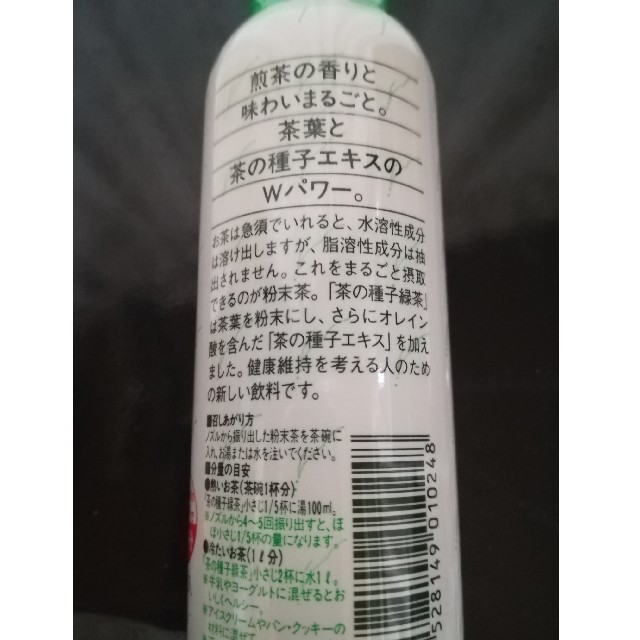 煎茶の香りと
味わいまるごと。
茶葉と
茶の種子エキスの
Wパワー。
お茶は急須でいれると、水溶性成分
は溶け出しますが、脂溶性成分は抽
出されません。これをまるごと摂取
できるのが粉末茶。「茶の種子緑茶」
は茶葉を粉末にし、さらにオレイン
酸を含んだ「茶の種子エキス」を加え
ました。健康維持を考える人のため
の新しい飲料です。
■召しあがり方
ノズルから振り出した粉末茶を茶碗に
入れ、お湯または水を注いでください。
■分量の目安
●熱いお茶(茶碗1杯分)
「茶の種子緑茶」小さじ1/5杯に湯100ml。
※ノズルから4〜5回振り出すと、ほ
ぼ小さじ1/5杯の量になります。
●冷たいお茶(1ℓ分)
「茶の種子緑茶」小さじ2杯に水1ℓ。
※牛乳やヨーグルトに混ぜるとお
いしくヘルシー。
※アイスクリームやパン・クッキーの
材料に混ぜて
528149 010248